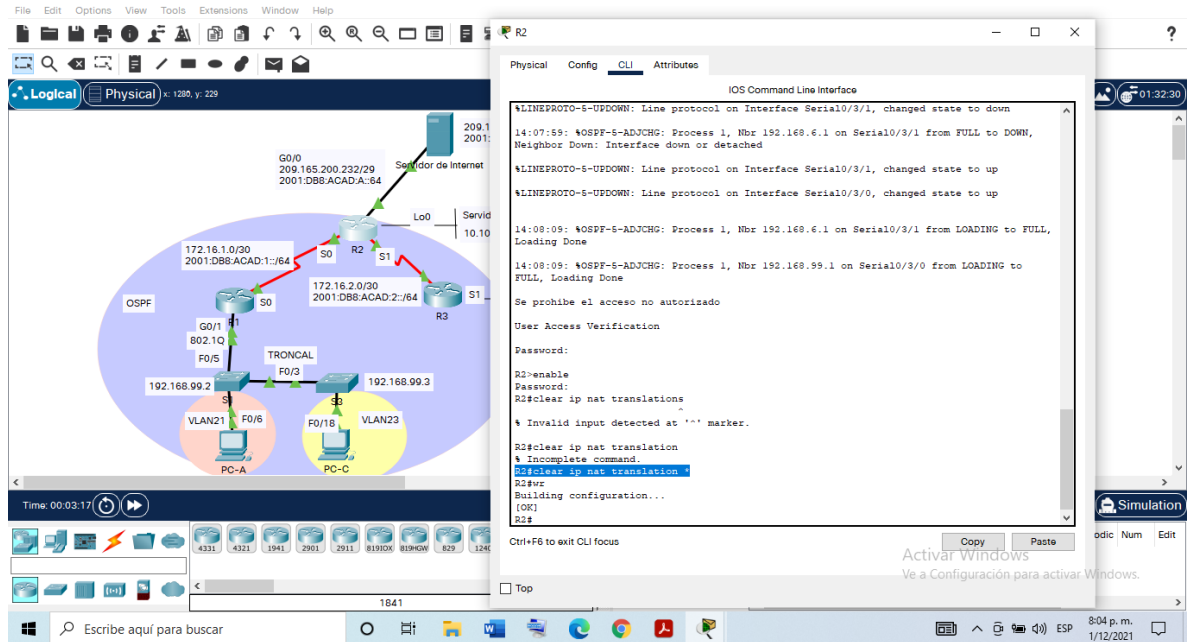 File Edit Options View Tools Extensions Window Help
?
Logical Physical x: 1280, y: 229
01:32:30
209.1
2001:
Servidor de Internet
G0/0
209.165.200.232/29
2001:DB8:ACAD:A::64
Lo0
Servid
10.10
R2
172.16.1.0/30
2001:DB8:ACAD:1::/64
S0
S1
172.16.2.0/30
2001:DB8:ACAD:2::/64
S1
R3
OSPF
S0
R1
G0/1
802.1Q
F0/5
TRONCAL
F0/3
192.168.99.2
192.168.99.3
S1
S3
VLAN21
F0/6
F0/18
VLAN23
PC-A
PC-C
Time: 00:03:17
Simulation
4331 4321 1941 2901 2911 819IOX 819HGW 829 1240
1841
odic Num Edit
R2
Physical Config CLI Attributes
IOS Command Line Interface
%LINEPROTO-5-UPDOWN: Line protocol on Interface Serial0/3/1, changed state to down
14:07:59: %OSPF-5-ADJCHG: Process 1, Nbr 192.168.6.1 on Serial0/3/1 from FULL to DOWN,
Neighbor Down: Interface down or detached
%LINEPROTO-5-UPDOWN: Line protocol on Interface Serial0/3/1, changed state to up
%LINEPROTO-5-UPDOWN: Line protocol on Interface Serial0/3/0, changed state to up
14:08:09: %OSPF-5-ADJCHG: Process 1, Nbr 192.168.6.1 on Serial0/3/1 from LOADING to FULL,
Loading Done
14:08:09: %OSPF-5-ADJCHG: Process 1, Nbr 192.168.99.1 on Serial0/3/0 from LOADING to
FULL, Loading Done
Se prohibe el acceso no autorizado
User Access Verification
Password:
R2>enable
Password:
R2#clear ip nat translations
^
% Invalid input detected at '^' marker.
R2#clear ip nat translation
% Incomplete command.
R2#clear ip nat translation *
R2#wr
Building configuration...
[OK]
R2#
Ctrl+F6 to exit CLI focus
Copy
Paste
Top
Activar Windows
Ve a Configuración para activar Windows.
Escribe aquí para buscar
ESP
8:04 p. m.
1/12/2021